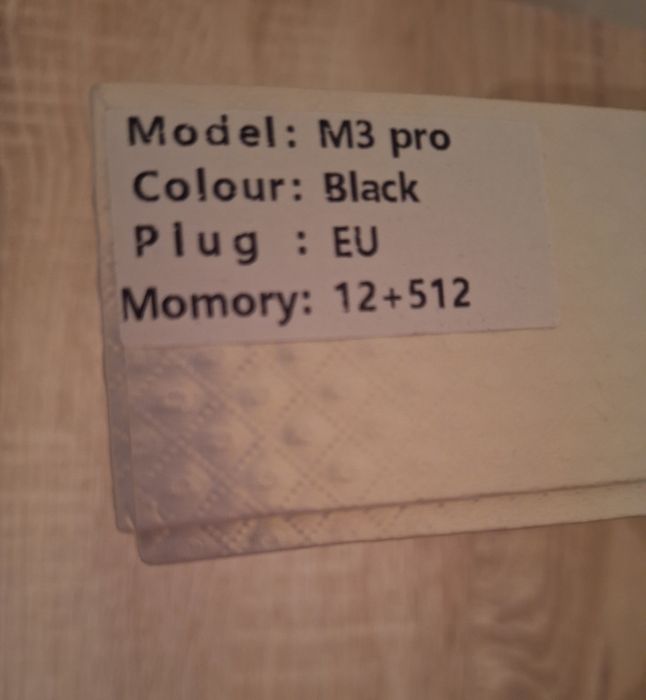 Model: M3 pro
Colour: Black
Plug : EU
Momory: 12+512